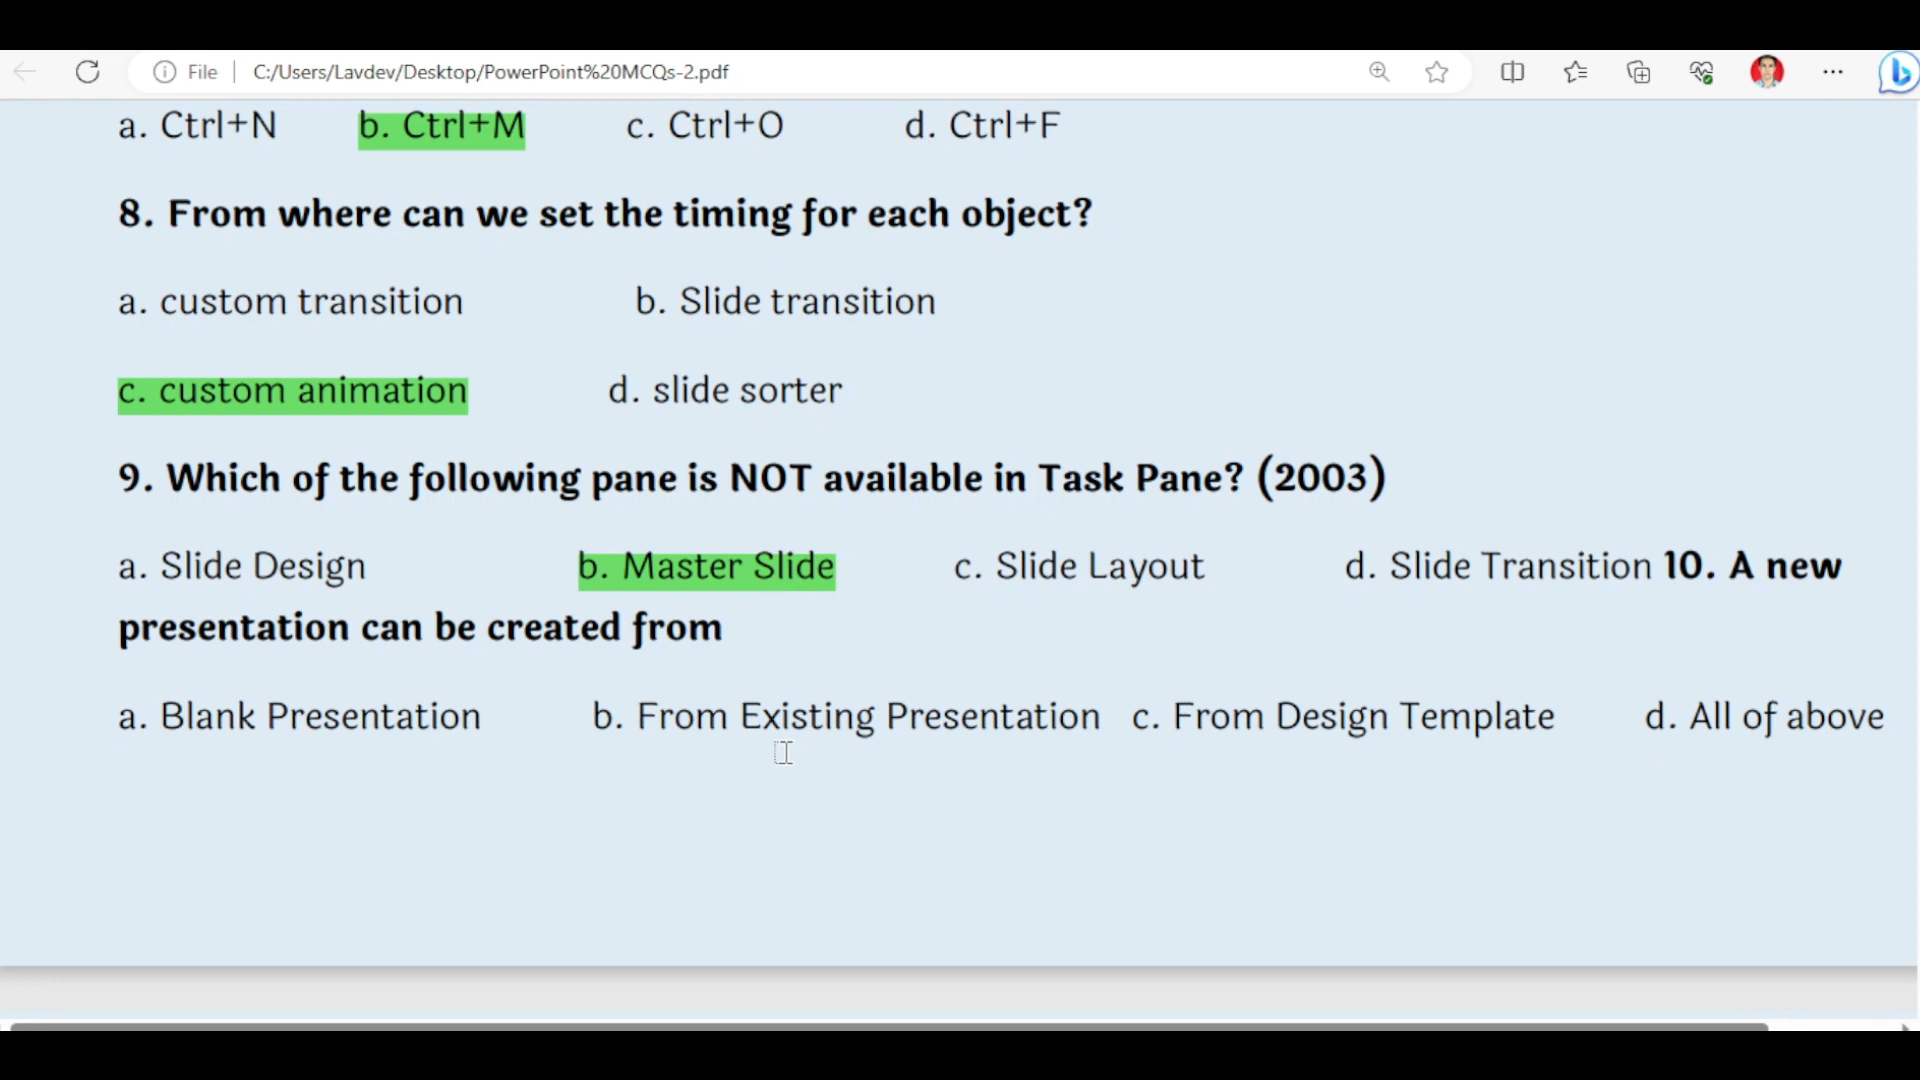 File C:/Users/Lavdev/Desktop/PowerPoint%20MCQs-2.pdf
a. Ctrl+N b. Ctrl+M c. Ctrl+O d. Ctrl+F
8. From where can we set the timing for each object?
a. custom transition b. Slide transition
c. custom animation d. slide sorter
9. Which of the following pane is NOT available in Task Pane? (2003)
a. Slide Design b. Master Slide c. Slide Layout d. Slide Transition 10. A new
presentation can be created from
a. Blank Presentation b. From Existing Presentation c. From Design Template d. All of above